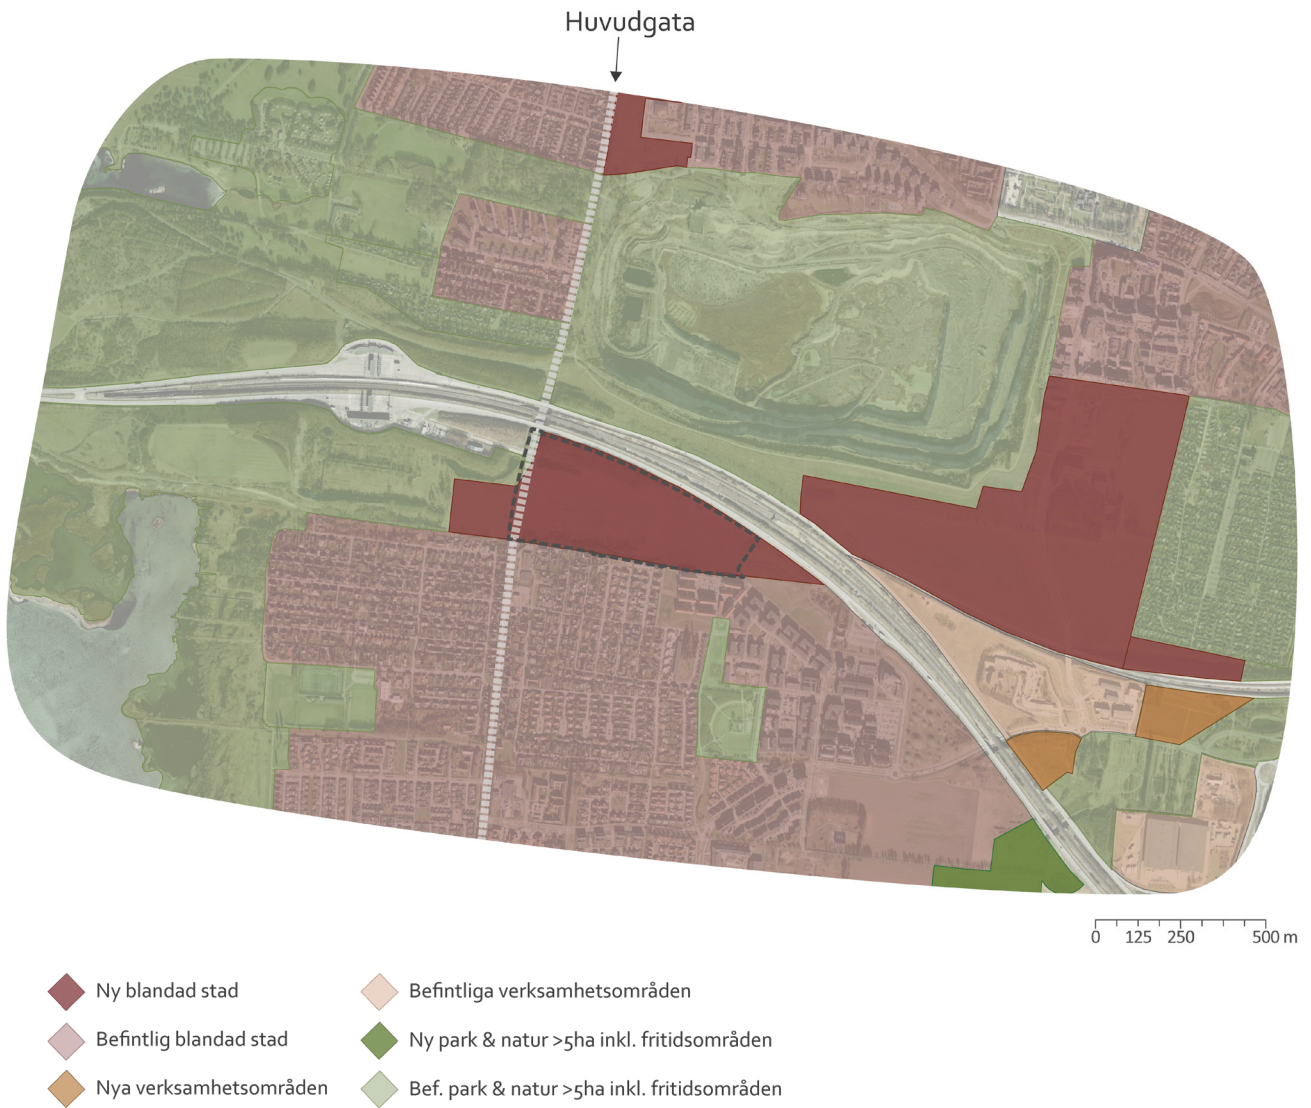 Huvudgata
0 125 250 500 m
Ny blandad stad
Befintlig blandad stad
Nya verksamhetsområden
Befintliga verksamhetsområden
Ny park & natur >5ha inkl. fritidsområden
Bef. park & natur >5ha inkl. fritidsområden